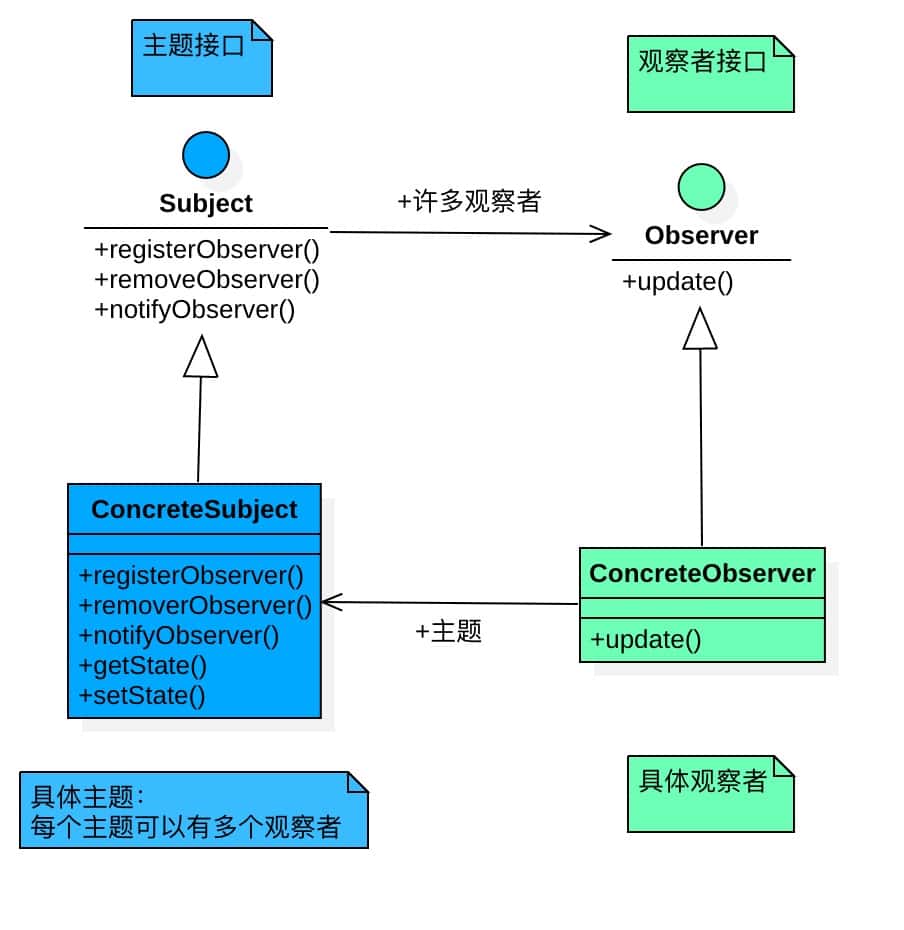 主题接口
观察者接口
Subject
+registerObserver()
+removeObserver()
+notifyObserver()
+许多观察者
Observer
+update()
ConcreteSubject
+registerObserver()
+removerObserver()
+notifyObserver()
+getState()
+setState()
+主题
ConcreteObserver
+update()
具体主题：
每个主题可以有多个观察者
具体观察者